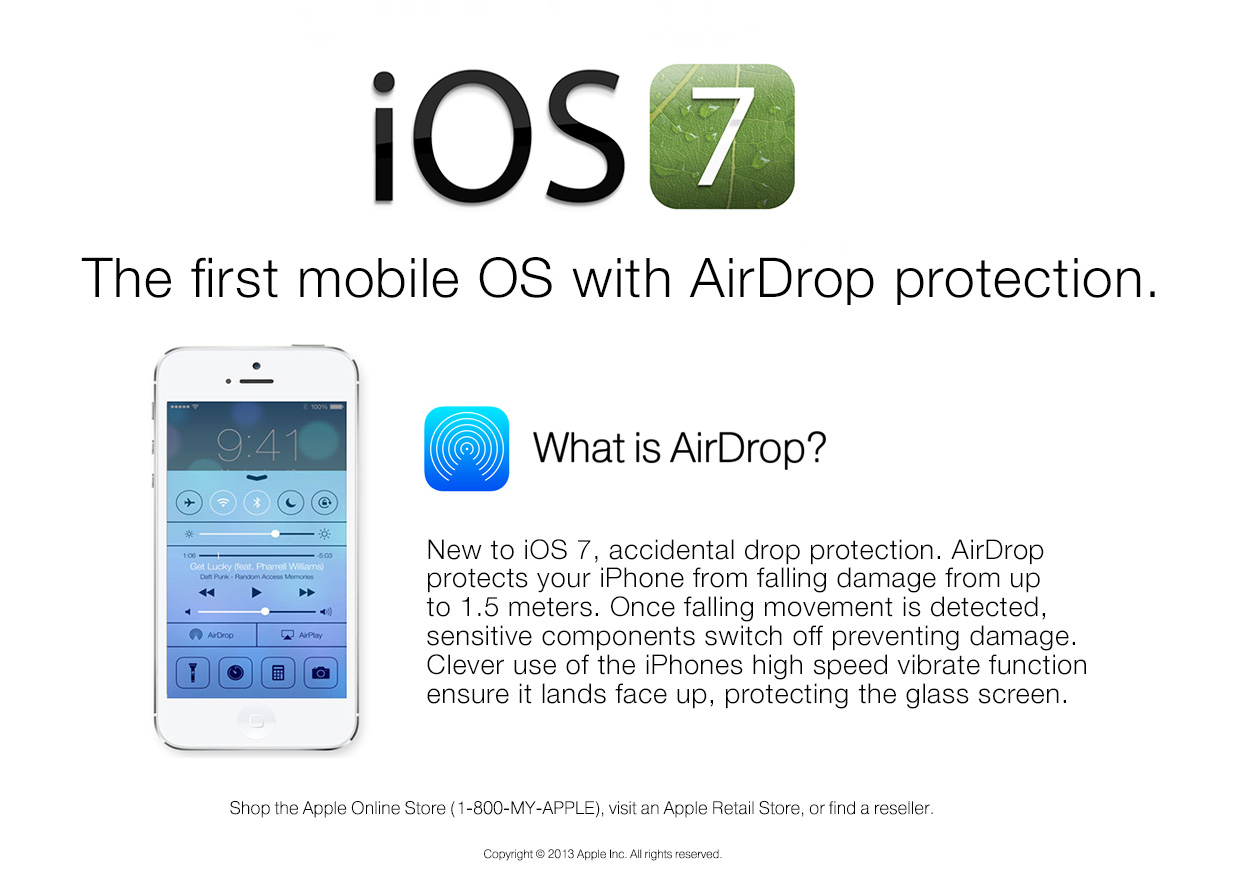 iOS 7
The first mobile OS with AirDrop protection.
100%
9:41
What is AirDrop?
1:06
-5:03
Get Lucky (feat. Pharrell Williams)
Daft Punk - Random Access Memories
AirDrop
AirPlay
New to iOS 7, accidental drop protection. AirDrop
protects your iPhone from falling damage from up
to 1.5 meters. Once falling movement is detected,
sensitive components switch off preventing damage.
Clever use of the iPhones high speed vibrate function
ensure it lands face up, protecting the glass screen.
Shop the Apple Online Store (1-800-MY-APPLE), visit an Apple Retail Store, or find a reseller.
Copyright © 2013 Apple Inc. All rights reserved.